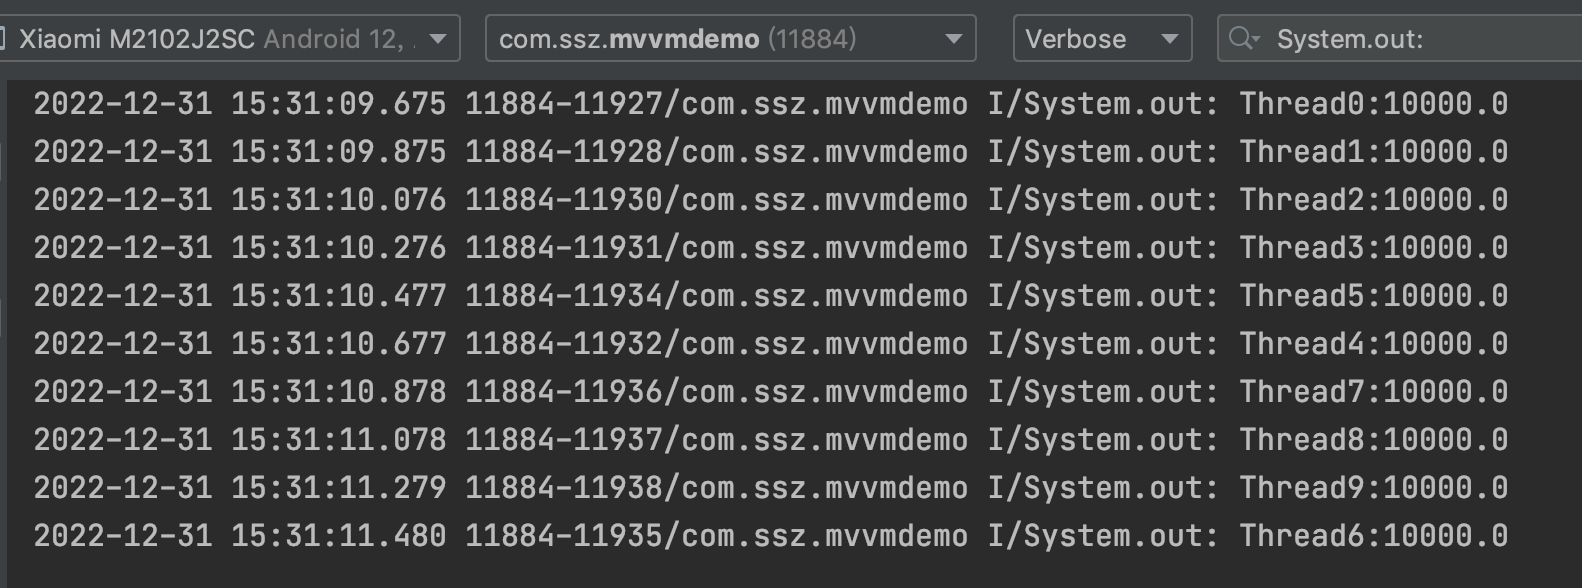 Xiaomi M2102J2SC Android 12, . com.ssz.mvvmdemo (11884) Verbose System.out:
2022-12-31 15:31:09.675 11884-11927/com.ssz.mvvmdemo I/System.out: Thread0:10000.0
2022-12-31 15:31:09.875 11884-11928/com.ssz.mvvmdemo I/System.out: Thread1:10000.0
2022-12-31 15:31:10.076 11884-11930/com.ssz.mvvmdemo I/System.out: Thread2:10000.0
2022-12-31 15:31:10.276 11884-11931/com.ssz.mvvmdemo I/System.out: Thread3:10000.0
2022-12-31 15:31:10.477 11884-11934/com.ssz.mvvmdemo I/System.out: Thread5:10000.0
2022-12-31 15:31:10.677 11884-11932/com.ssz.mvvmdemo I/System.out: Thread4:10000.0
2022-12-31 15:31:10.878 11884-11936/com.ssz.mvvmdemo I/System.out: Thread7:10000.0
2022-12-31 15:31:11.078 11884-11937/com.ssz.mvvmdemo I/System.out: Thread8:10000.0
2022-12-31 15:31:11.279 11884-11938/com.ssz.mvvmdemo I/System.out: Thread9:10000.0
2022-12-31 15:31:11.480 11884-11935/com.ssz.mvvmdemo I/System.out: Thread6:10000.0